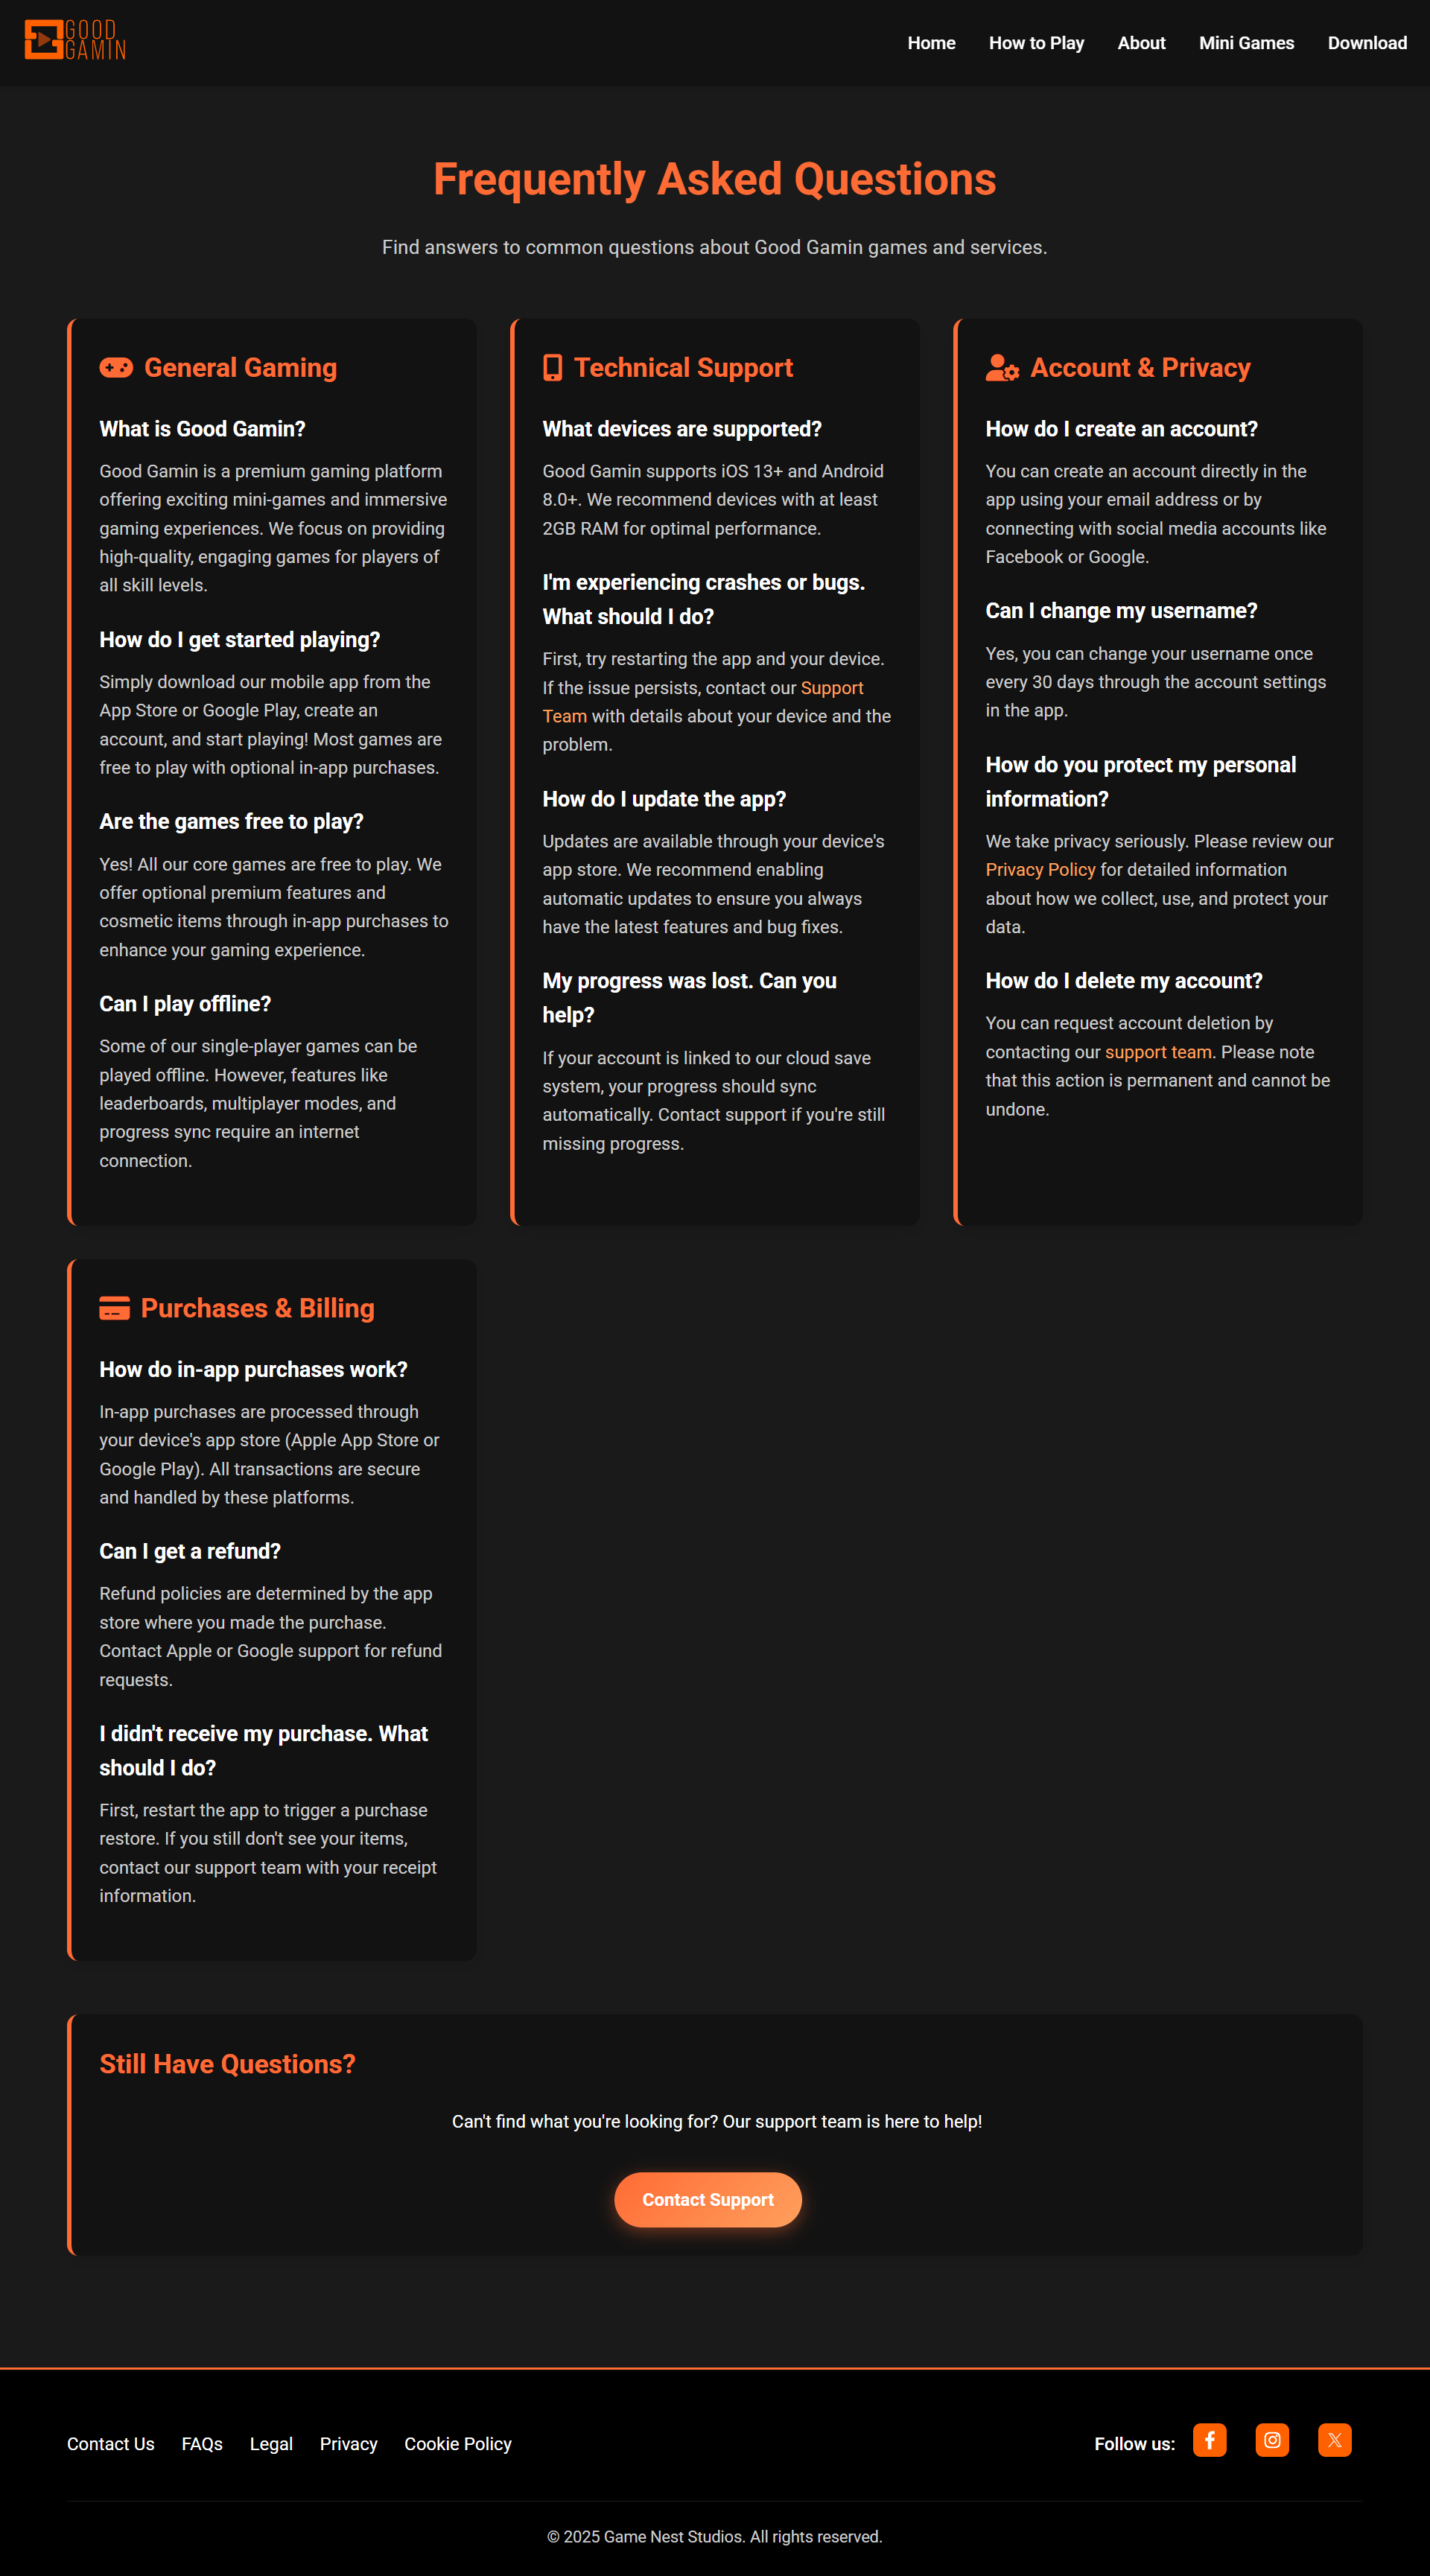 GOOD
GAMIN
Home
How to Play
About
Mini Games
Download
Frequently Asked Questions
Find answers to common questions about Good Gamin games and services.
General Gaming
What is Good Gamin?
Good Gamin is a premium gaming platform
offering exciting mini-games and immersive
gaming experiences. We focus on providing
high-quality, engaging games for players of
all skill levels.
How do I get started playing?
Simply download our mobile app from the
App Store or Google Play, create an
account, and start playing! Most games are
free to play with optional in-app purchases.
Are the games free to play?
Yes! All our core games are free to play. We
offer optional premium features and
cosmetic items through in-app purchases to
enhance your gaming experience.
Can I play offline?
Some of our single-player games can be
played offline. However, features like
leaderboards, multiplayer modes, and
progress sync require an internet
connection.
Technical Support
What devices are supported?
Good Gamin supports iOS 13+ and Android
8.0+. We recommend devices with at least
2GB RAM for optimal performance.
I'm experiencing crashes or bugs.
What should I do?
First, try restarting the app and your device.
If the issue persists, contact our Support
Team with details about your device and the
problem.
How do I update the app?
Updates are available through your device's
app store. We recommend enabling
automatic updates to ensure you always
have the latest features and bug fixes.
My progress was lost. Can you
help?
If your account is linked to our cloud save
system, your progress should sync
automatically. Contact support if you're still
missing progress.
Account & Privacy
How do I create an account?
You can create an account directly in the
app using your email address or by
connecting with social media accounts like
Facebook or Google.
Can I change my username?
Yes, you can change your username once
every 30 days through the account settings
in the app.
How do you protect my personal
information?
We take privacy seriously. Please review our
Privacy Policy for detailed information
about how we collect, use, and protect your
data.
How do I delete my account?
You can request account deletion by
contacting our support team. Please note
that this action is permanent and cannot be
undone.
Purchases & Billing
How do in-app purchases work?
In-app purchases are processed through
your device's app store (Apple App Store or
Google Play). All transactions are secure
and handled by these platforms.
Can I get a refund?
Refund policies are determined by the app
store where you made the purchase.
Contact Apple or Google support for refund
requests.
I didn't receive my purchase. What
should I do?
First, restart the app to trigger a purchase
restore. If you still don't see your items,
contact our support team with your receipt
information.
Still Have Questions?
Can't find what you're looking for? Our support team is here to help!
Contact Support
Contact Us
FAQs
Legal
Privacy
Cookie Policy
Follow us:
© 2025 Game Nest Studios. All rights reserved.